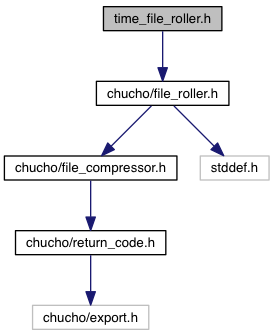 time_file_roller.h
chucho/file_roller.h
chucho/file_compressor.h
stddef.h
chucho/return_code.h
chucho/export.h